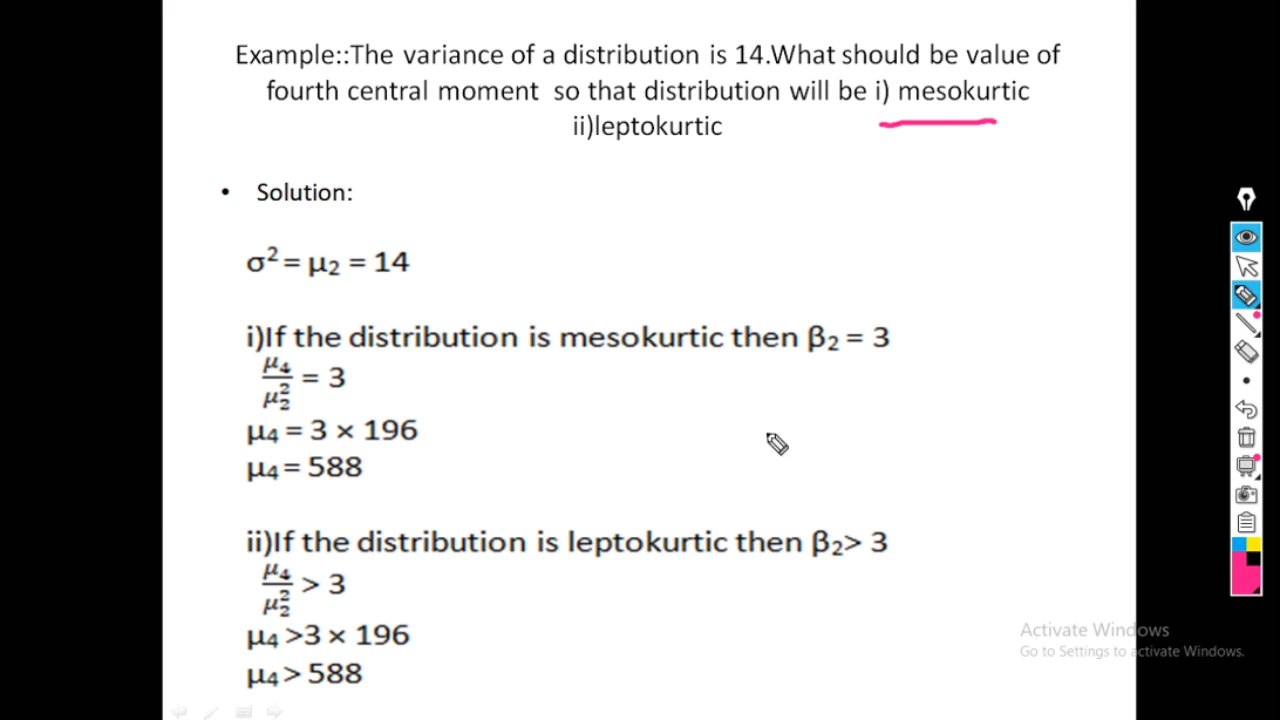 Example::The variance of a distribution is 14.What should be value of
fourth central moment so that distribution will be i) mesokurtic
ii)leptokurtic
• Solution:
σ² = μ₂ = 14
i)If the distribution is mesokurtic then β₂ = 3
μ₄/μ₂² = 3
μ₄ = 3 × 196
μ₄ = 588
ii)If the distribution is leptokurtic then β₂> 3
μ₄/μ₂² > 3
μ₄ >3 × 196
μ₄ > 588
Activate Windows
Go to Settings to activate Windows.